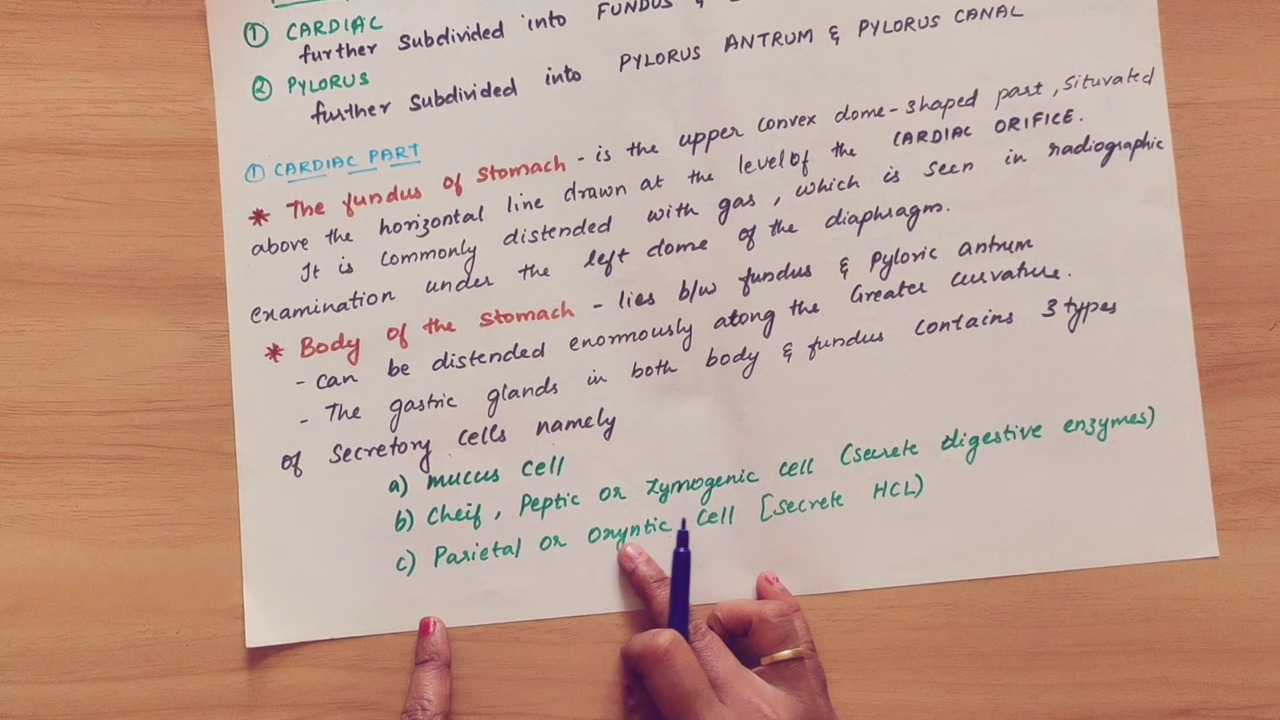 ① CARDIAC
further subdivided into FUNDUS &
② PYLORUS
further subdivided into PYLORUS ANTRUM & PYLORUS CANAL
① CARDIAC PART
* The fundus of stomach - is the upper convex dome-shaped part, situvated
above the horizontal line drawn at the level of the CARDIAC ORIFICE.
It is commonly distended with gas, which is seen in radiographic
examination under the left dome of the diaphragm.
* Body of the stomach - lies b/w fundus & Pyloric antrum
- can be distended enormously along the Greater curvature.
- The gastric glands in both body & fundus contains 3 types
of secretory cells namely
a) mucus cell
b) Cheif, Peptic or Zymogenic cell (secrete digestive enzymes)
c) Parietal or Oxyntic cell [secrete HCL)